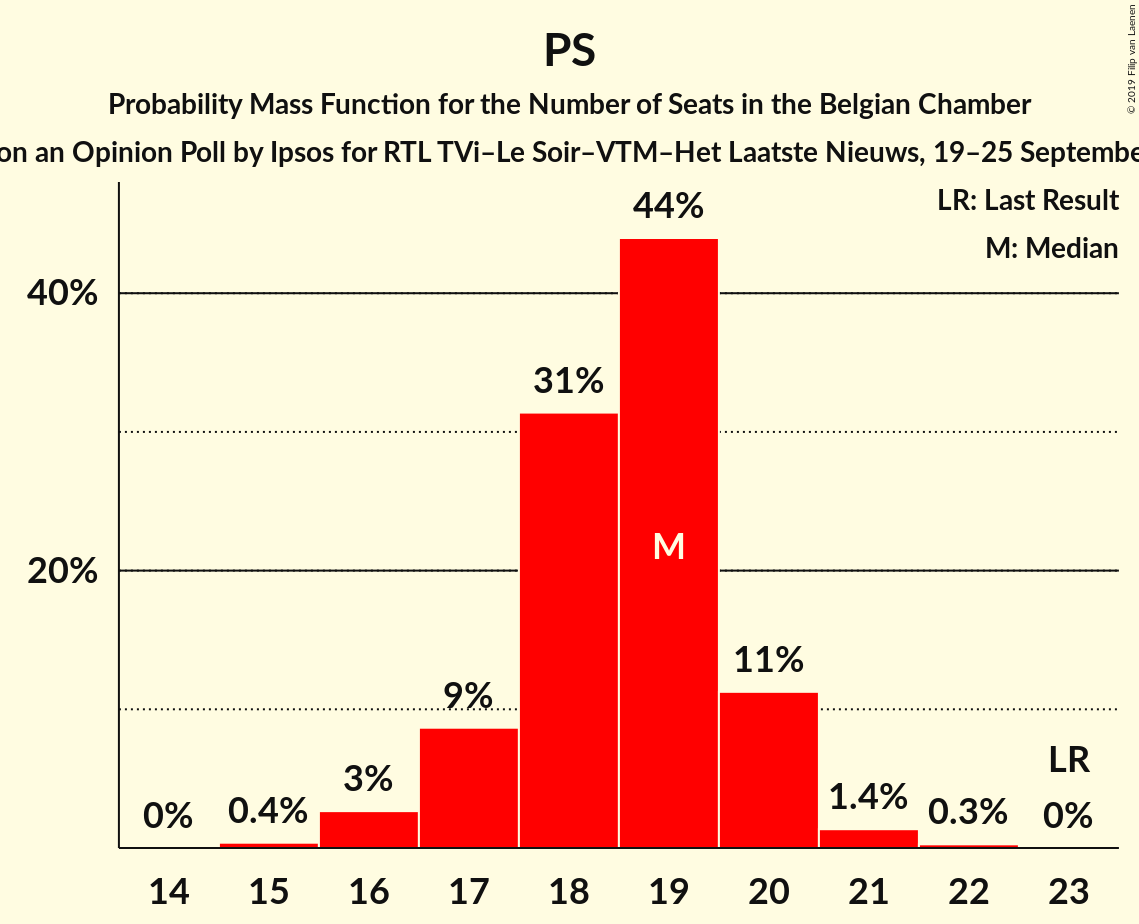 PS
Probability Mass Function for the Number of Seats in the Belgian Chamber
on an Opinion Poll by Ipsos for RTL TVi–Le Soir–VTM–Het Laatste Nieuws, 19–25 Septembe
© 2019 Filip van Laenen
LR: Last Result
M: Median
40%
20%
0%
0.4%
3%
9%
31%
44%
M
11%
1.4%
0.3%
LR
0%
14 15 16 17 18 19 20 21 22 23